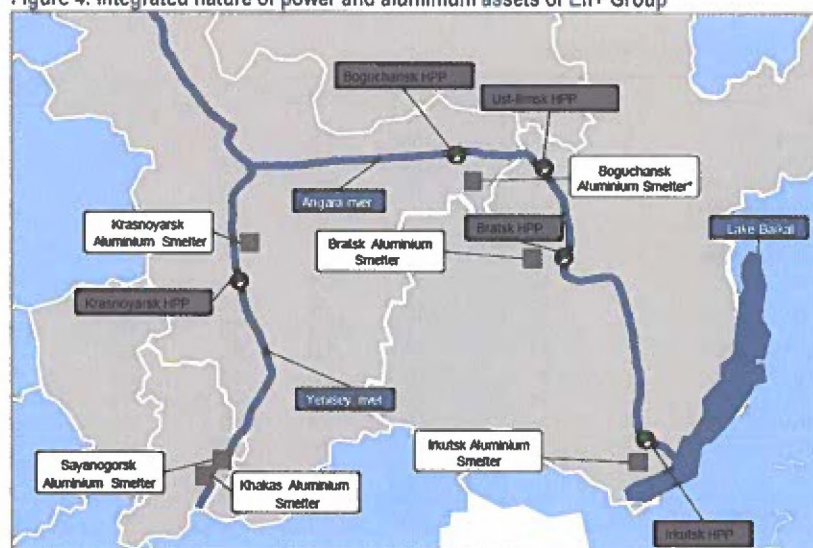 Figure 4. Integrated nature of power and aluminium assets of En+ Group
Boguchansk HPP
Ust-Ilimsk HPP
Boguchansk
Aluminium Smelter*
Angara river
Krasnoyarsk
Aluminium Smelter
Bratsk Aluminium
Smelter
Bratsk HPP
Lake Baikal
Krasnoyarsk HPP
Yenisey river
Sayanogorsk
Aluminium Smelter
Khakas Aluminium
Smelter
Irkutsk Aluminium
Smelter
Irkutsk HPP